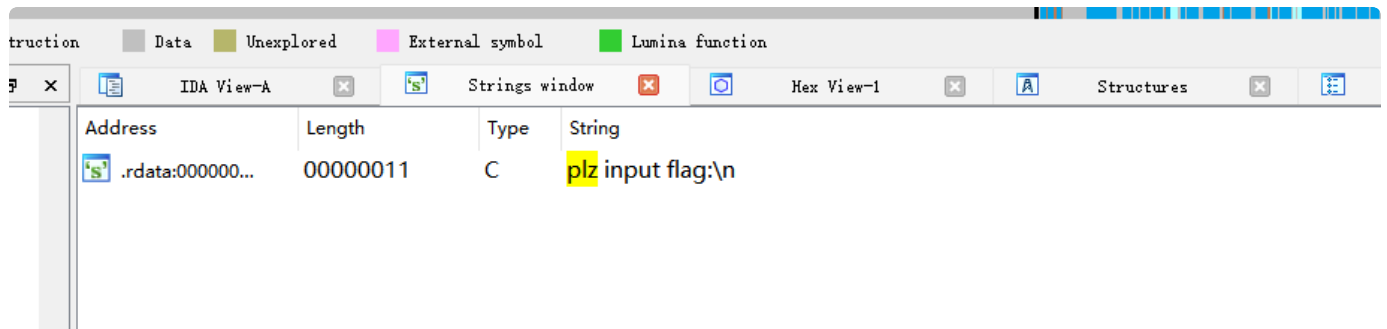 truction Data Unexplored External symbol Lumina function
IDA View-A 's' Strings window Hex View-1 A Structures
Address Length Type String
's' .rdata:000000... 00000011 C plz input flag:\n